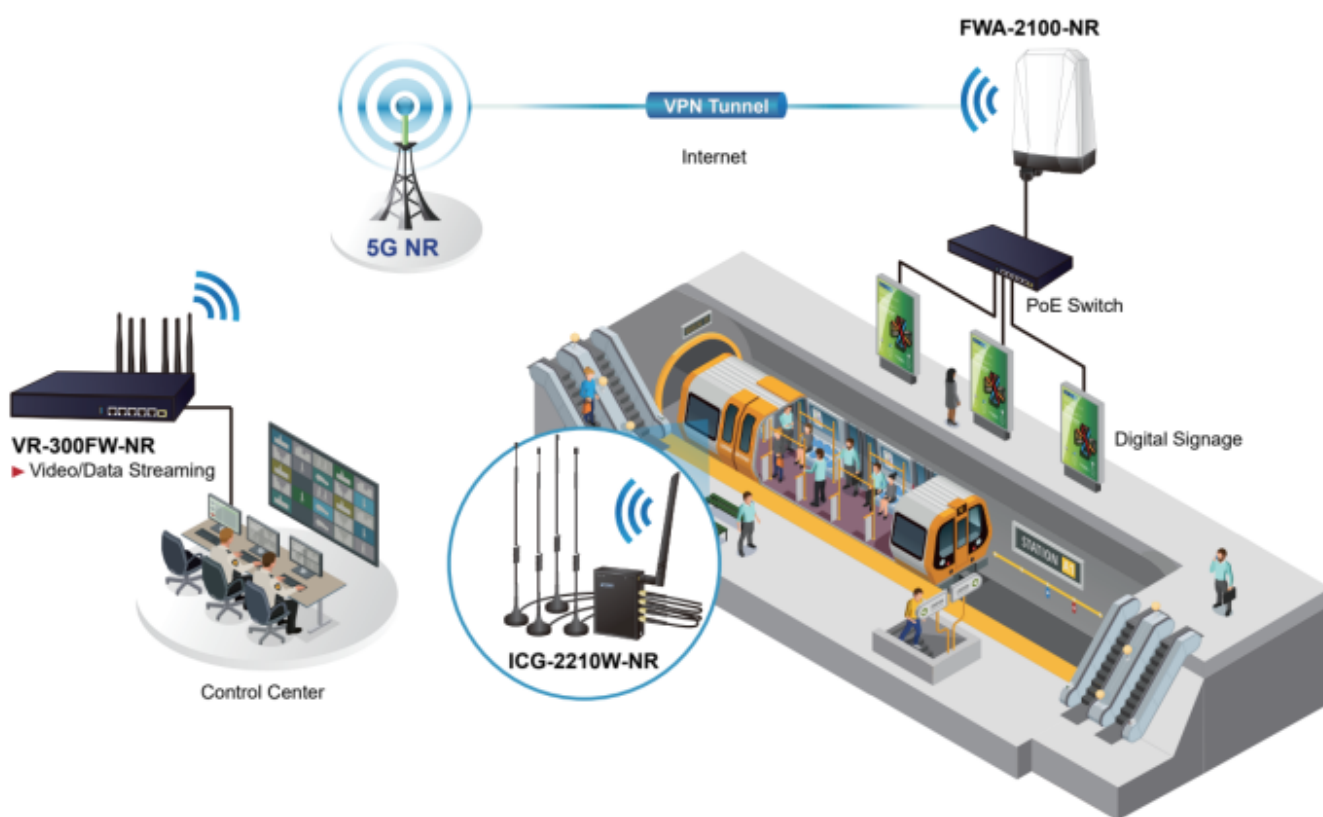 FWA-2100-NR
VPN Tunnel
Internet
5G NR
PoE Switch
VR-300FW-NR
▶ Video/Data Streaming
Digital Signage
STATION A1
ICG-2210W-NR
Control Center